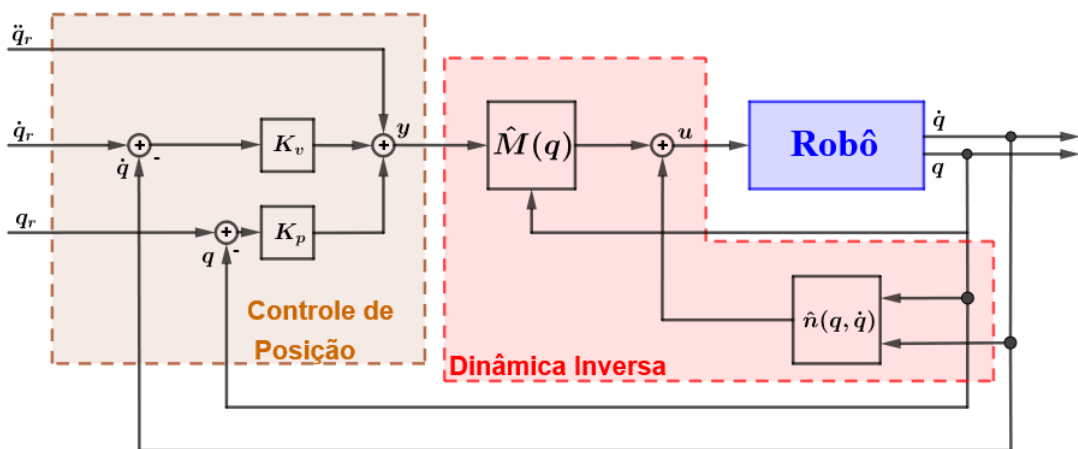 q̈ᵣ
q̇ᵣ
q̇
-
Kᵥ
+
y
M̂(q)
+
u
Robô
q̇
q
qᵣ
+
q
-
Kₚ
+
n̂(q, q̇)
Controle de
Posição
Dinâmica Inversa